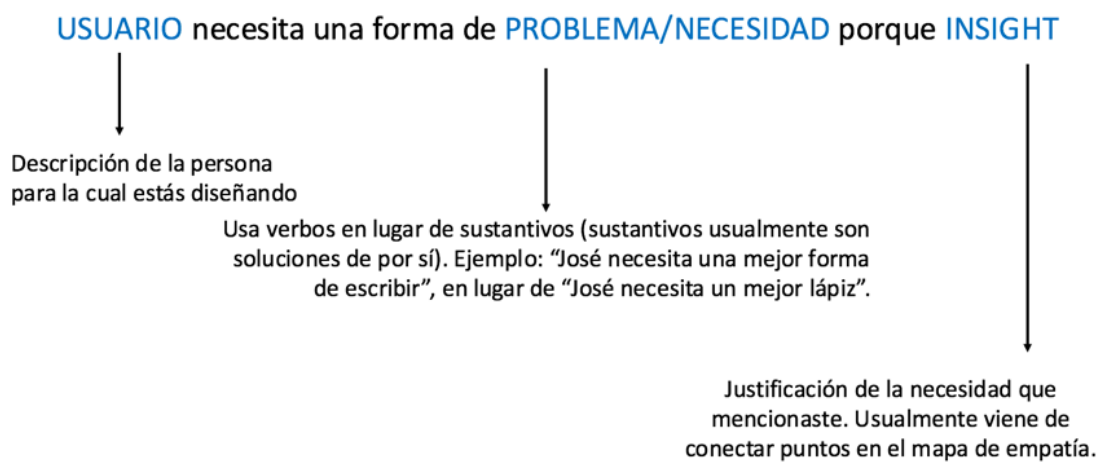 USUARIO necesita una forma de PROBLEMA/NECESIDAD porque INSIGHT
Descripción de la persona
para la cual estás diseñando
Usa verbos en lugar de sustantivos (sustantivos usualmente son
soluciones de por sí). Ejemplo: “José necesita una mejor forma
de escribir”, en lugar de “José necesita un mejor lápiz”.
Justificación de la necesidad que
mencionaste. Usualmente viene de
conectar puntos en el mapa de empatía.